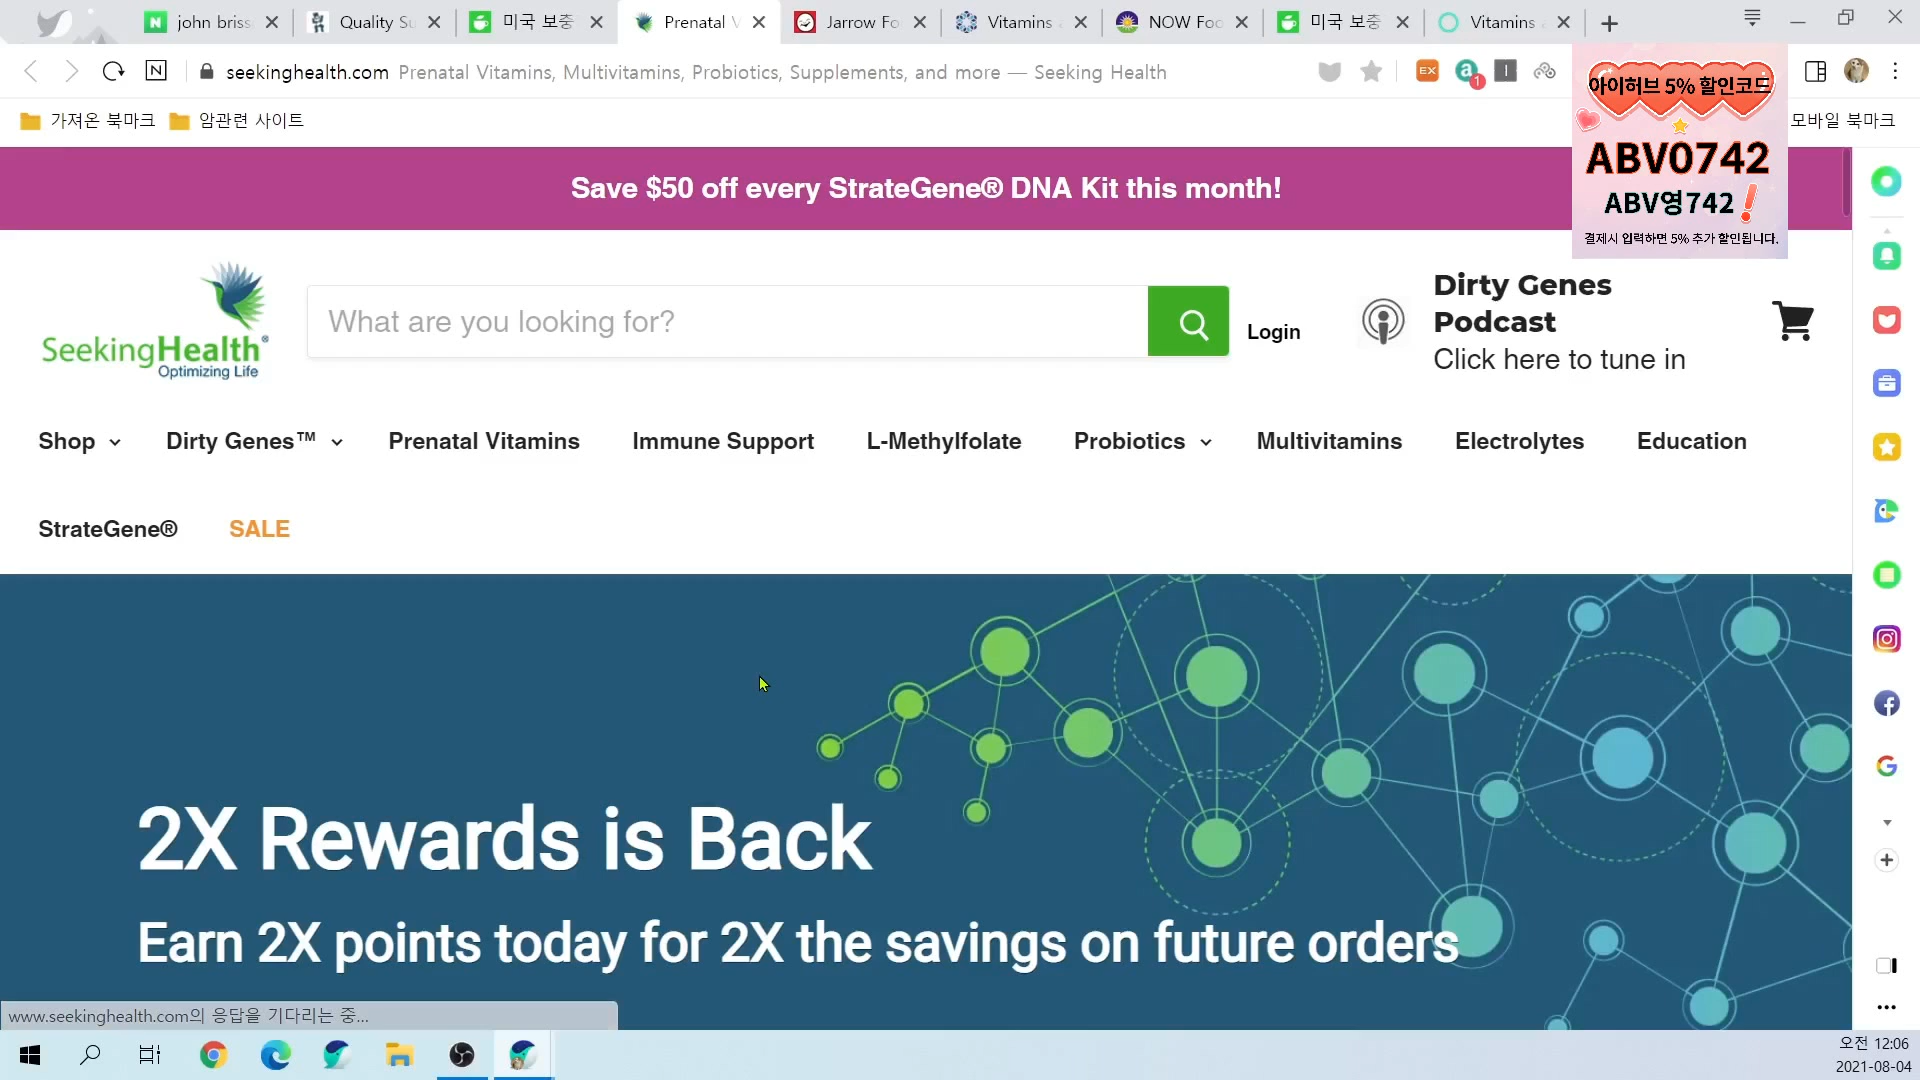 john briss
Quality Su
미국 보충
Prenatal V
Jarrow Fo
Vitamins a
NOW Foo
미국 보충
Vitamins a
seekinghealth.com Prenatal Vitamins, Multivitamins, Probiotics, Supplements, and more — Seeking Health
가져온 북마크
암관련 사이트
모바일 북마크
아이허브 5% 할인코드
ABV0742
ABV영742!
결제시 입력하면 5% 추가 할인됩니다.
Save $50 off every StrateGene® DNA Kit this month!
SeekingHealth®
Optimizing Life
What are you looking for?
Login
Dirty Genes
Podcast
Click here to tune in
Shop
Dirty Genes™
Prenatal Vitamins
Immune Support
L-Methylfolate
Probiotics
Multivitamins
Electrolytes
Education
StrateGene®
SALE
2X Rewards is Back
Earn 2X points today for 2X the savings on future orders
www.seekinghealth.com의 응답을 기다리는 중...
오전 12:06
2021-08-04